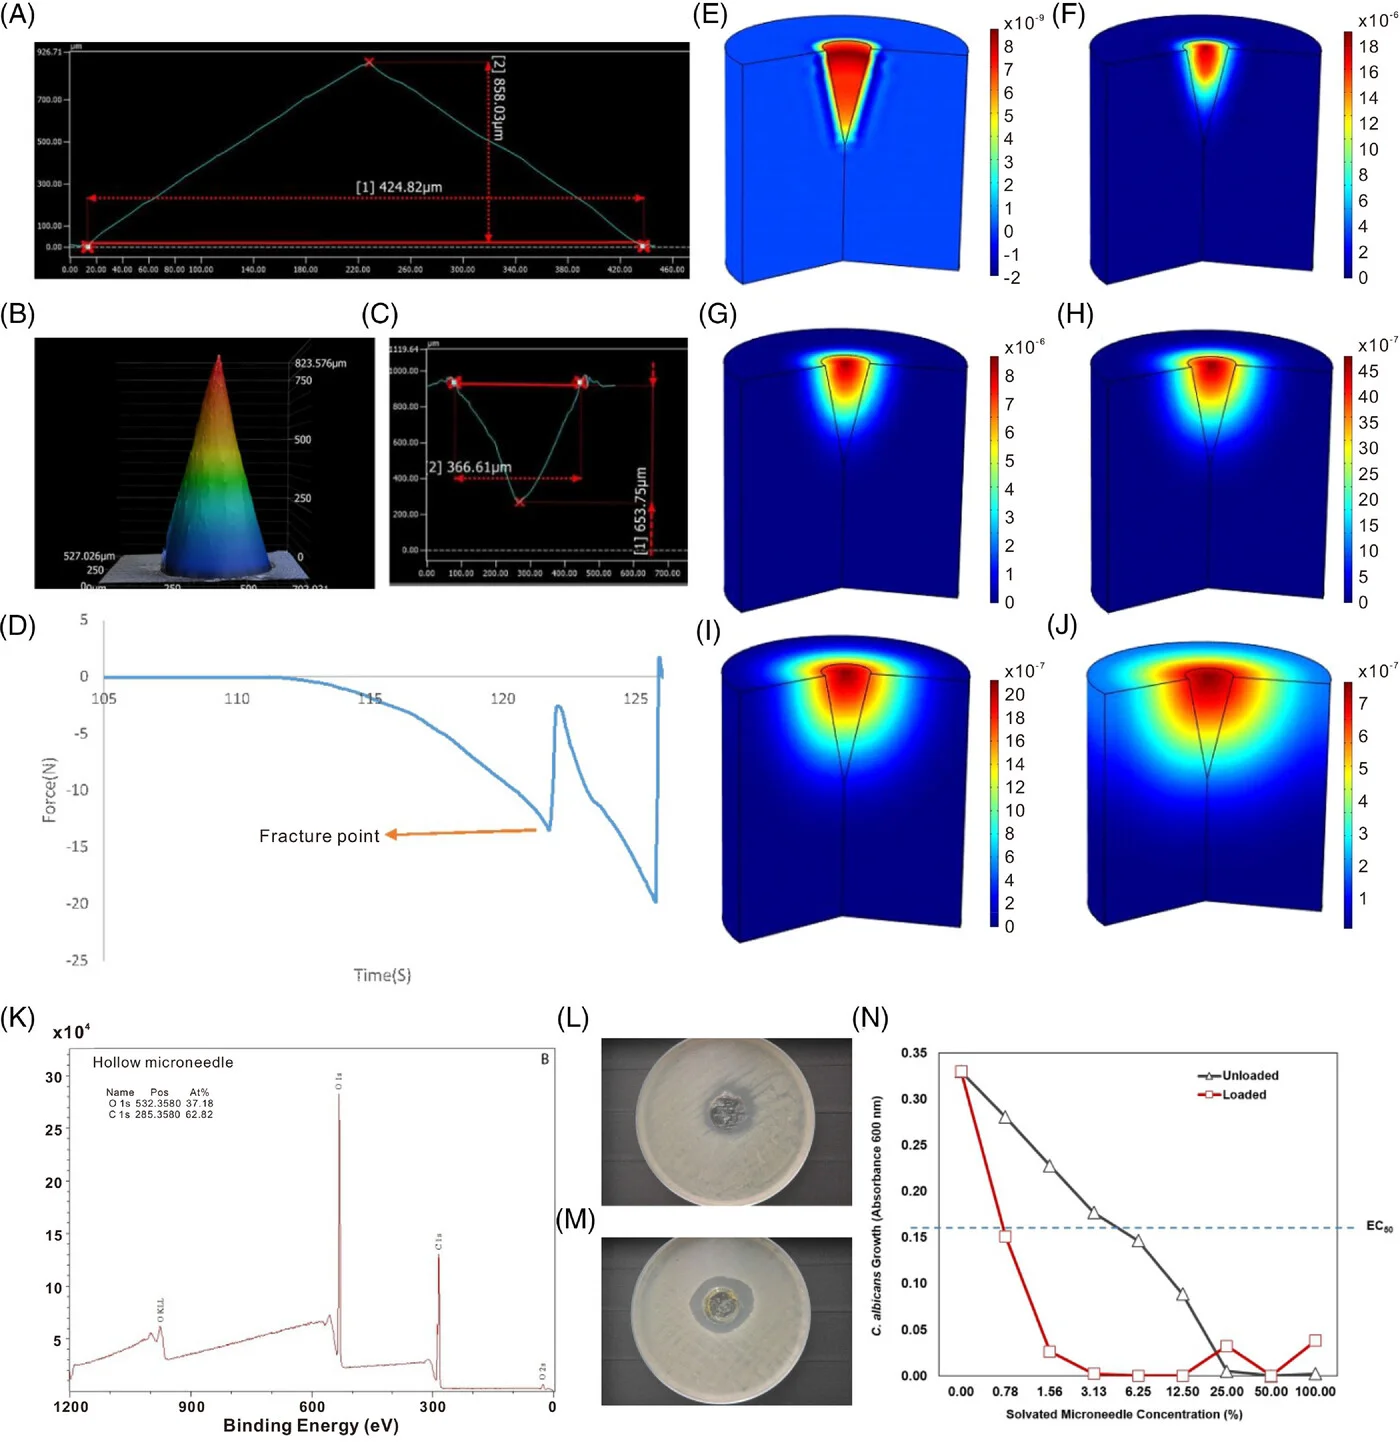 (A)
µm
926.71
700.00
500.00
300.00
100.00
0.00
[2] 858.03µm
[1] 424.82µm
0.00 20.00 40.00 60.00 80.00 100.00 140.00 180.00 220.00 260.00 300.00 340.00 380.00 420.00 460.00
(B)
823.576µm
750
500
250
0
527.026µm
250
0µm
250
500
(C)
µm
1119.64
1000.00
800.00
600.00
400.00
200.00
0.00
2] 366.61µm
[1] 653.75µm
0.00 100.00 200.00 300.00 400.00 500.00 600.00 700.00
(D)
5
0
-5
-10
-15
-20
-25
105 110 115 120 125
Force(N)
Fracture point
Time(S)
(E)
x10-9
8
7
6
5
4
3
2
1
0
-1
-2
(F)
x10-6
18
16
14
12
10
8
6
4
2
0
(G)
x10-6
8
7
6
5
4
3
2
1
0
(H)
x10-7
45
40
35
30
25
20
15
10
5
0
(I)
x10-7
20
18
16
14
12
10
8
6
4
2
0
(J)
x10-7
7
6
5
4
3
2
1
(K)
x10⁴
Hollow microneedle
B
Name Pos At%
O 1s 532.3580 37.18
C 1s 285.3580 62.82
30
25
20
15
10
5
O KLL
O 1s
C 1s
O 2s
1200 900 600 300 0
Binding Energy (eV)
(L)
(M)
(N)
0.35
0.30
0.25
0.20
0.15
0.10
0.05
0.00
C. albicans Growth (Absorbance 600 nm)
Unloaded
Loaded
EC₅₀
0.00 0.78 1.56 3.13 6.25 12.50 25.00 50.00 100.00
Solvated Microneedle Concentration (%)